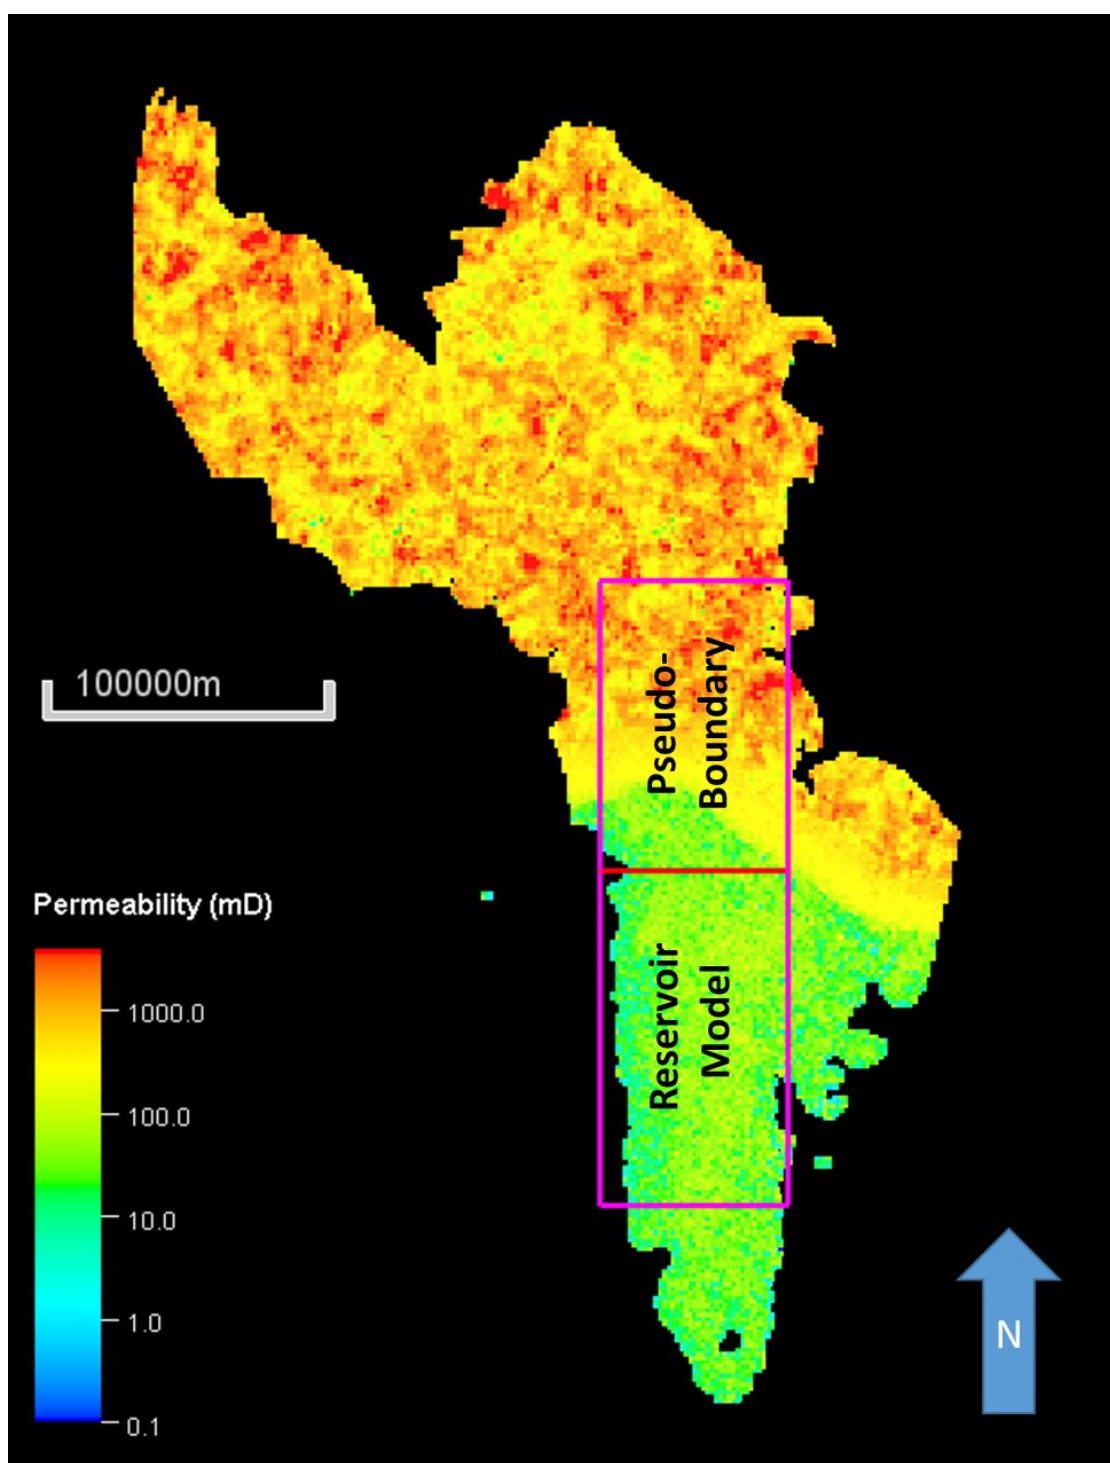 Pseudo-
Boundary
100000m
Permeability (mD)
1000.0
100.0
10.0
1.0
0.1
Reservoir
Model
N